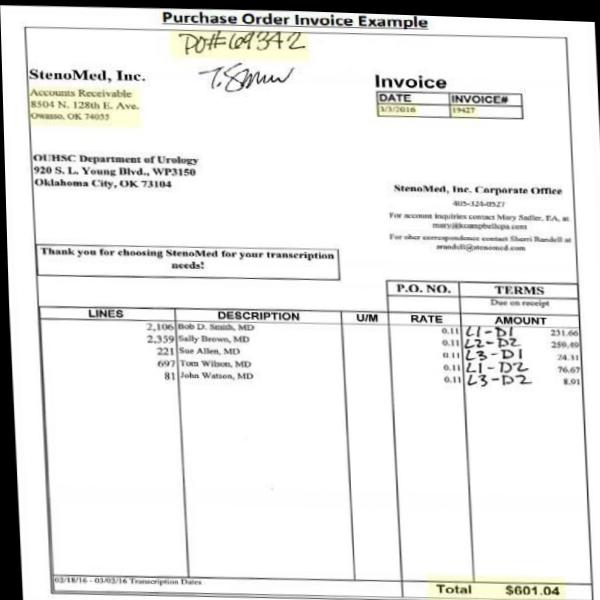 Purchase Order Invoice Example
PO#69342
StenoMed, Inc.
Accounts Receivable
8504 N. 128th E. Ave.
Owasso, OK 74055
Invoice
DATE INVOICE#
3/3/2016 19427
OUHSC Department of Urology
920 S. L. Young Blvd., WP3150
Oklahoma City, OK 73104
StenoMed, Inc. Corporate Office
405-324-0527
For account inquiries contact Mary Sadler, EA, at
mary@kcampbellcpa.com
For other correspondence contact Sherri Randell at
srandell@stenomed.com
Thank you for choosing StenoMed for your transcription
needs!
P.O. NO. TERMS
Due on receipt
LINES DESCRIPTION U/M RATE AMOUNT
2,106 Bob D. Smith, MD 0.11 L1-D1 231.66
2,359 Sally Brown, MD 0.11 L2-D2 259.49
221 Sue Allen, MD 0.11 L3-D1 24.31
697 Tom Wilson, MD 0.11 L1-D2 76.67
81 John Watson, MD 0.11 L3-D2 8.91
02/18/16 - 03/02/16 Transcription Dates
Total $601.04